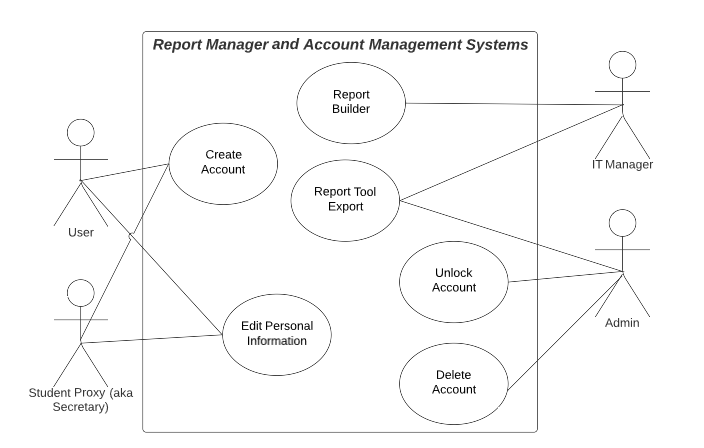 Report Manager and Account Management Systems
Report
Builder
Create
Account
Report Tool
Export
IT Manager
User
Unlock
Account
Admin
Edit Personal
Information
Delete
Account
Student Proxy (aka
Secretary)